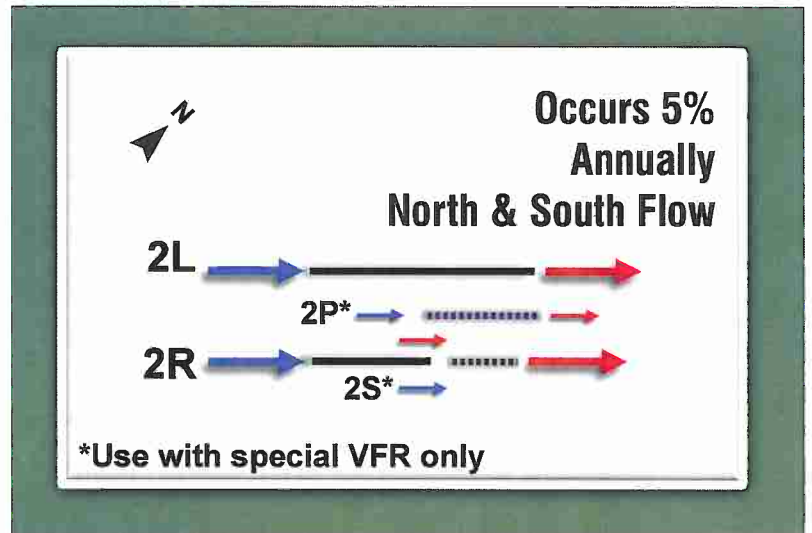 N
Occurs 5%
Annually
North & South Flow
2L
2P*
2R
2S*
*Use with special VFR only